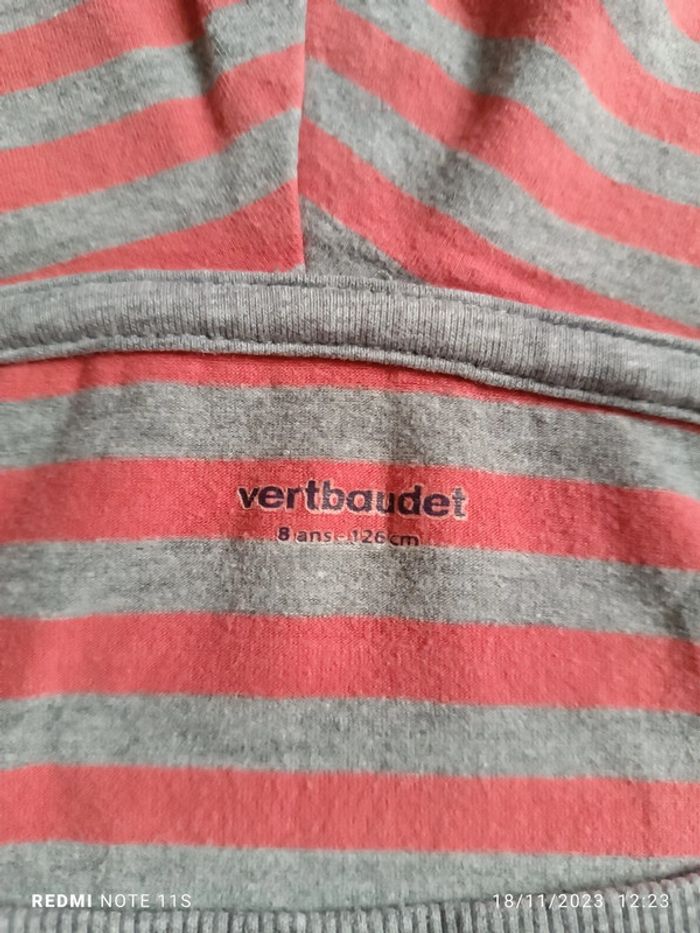 vertbaudet
8 ans - 126 cm
REDMI NOTE 11S
18/11/2023 12:23